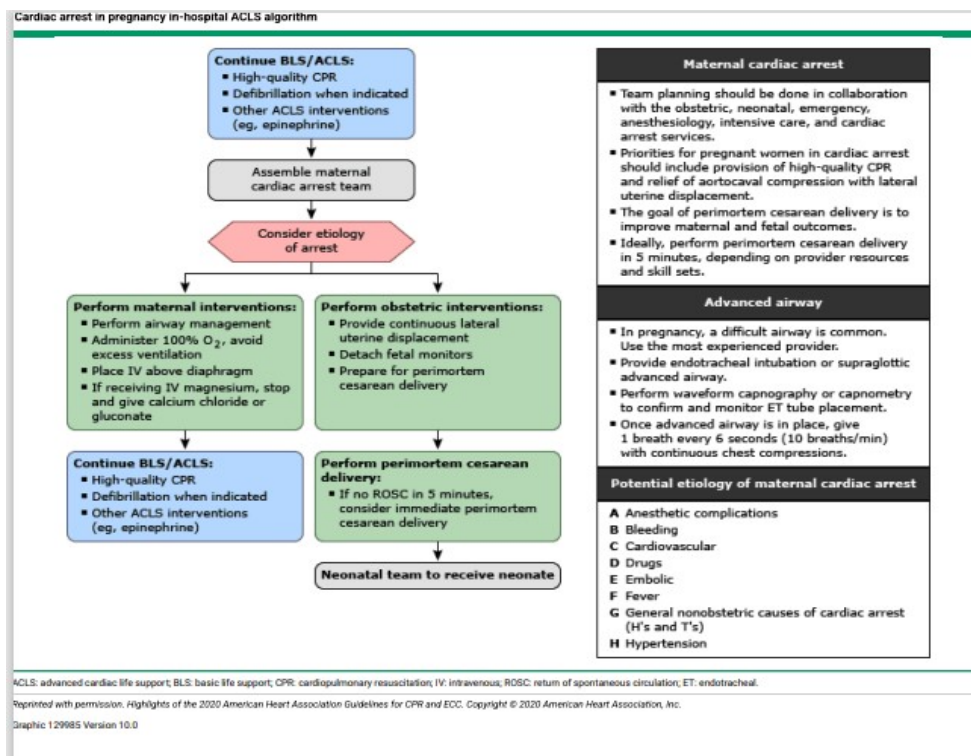 Cardiac arrest in pregnancy in-hospital ACLS algorithm
Continue BLS/ACLS:
▪ High-quality CPR
▪ Defibrillation when indicated
▪ Other ACLS interventions
(eg, epinephrine)
Assemble maternal
cardiac arrest team
Consider etiology
of arrest
Perform maternal interventions:
▪ Perform airway management
▪ Administer 100% O2, avoid
excess ventilation
▪ Place IV above diaphragm
▪ If receiving IV magnesium, stop
and give calcium chloride or
gluconate
Continue BLS/ACLS:
▪ High-quality CPR
▪ Defibrillation when indicated
▪ Other ACLS interventions
(eg, epinephrine)
Perform obstetric interventions:
▪ Provide continuous lateral
uterine displacement
▪ Detach fetal monitors
▪ Prepare for perimortem
cesarean delivery
Perform perimortem cesarean
delivery:
▪ If no ROSC in 5 minutes,
consider immediate perimortem
cesarean delivery
Neonatal team to receive neonate
Maternal cardiac arrest
▪ Team planning should be done in collaboration
with the obstetric, neonatal, emergency,
anesthesiology, intensive care, and cardiac
arrest services.
▪ Priorities for pregnant women in cardiac arrest
should include provision of high-quality CPR
and relief of aortocaval compression with lateral
uterine displacement.
▪ The goal of perimortem cesarean delivery is to
improve maternal and fetal outcomes.
▪ Ideally, perform perimortem cesarean delivery
in 5 minutes, depending on provider resources
and skill sets.
Advanced airway
▪ In pregnancy, a difficult airway is common.
Use the most experienced provider.
▪ Provide endotracheal intubation or supraglottic
advanced airway.
▪ Perform waveform capnography or capnometry
to confirm and monitor ET tube placement.
▪ Once advanced airway is in place, give
1 breath every 6 seconds (10 breaths/min)
with continuous chest compressions.
Potential etiology of maternal cardiac arrest
A Anesthetic complications
B Bleeding
C Cardiovascular
D Drugs
E Embolic
F Fever
G General nonobstetric causes of cardiac arrest
(H's and T's)
H Hypertension
ACLS: advanced cardiac life support; BLS: basic life support; CPR: cardiopulmonary resuscitation; IV: intravenous; ROSC: return of spontaneous circulation; ET: endotracheal.
Reprinted with permission. Highlights of the 2020 American Heart Association Guidelines for CPR and ECC. Copyright © 2020 American Heart Association, Inc.
Graphic 129985 Version 10.0